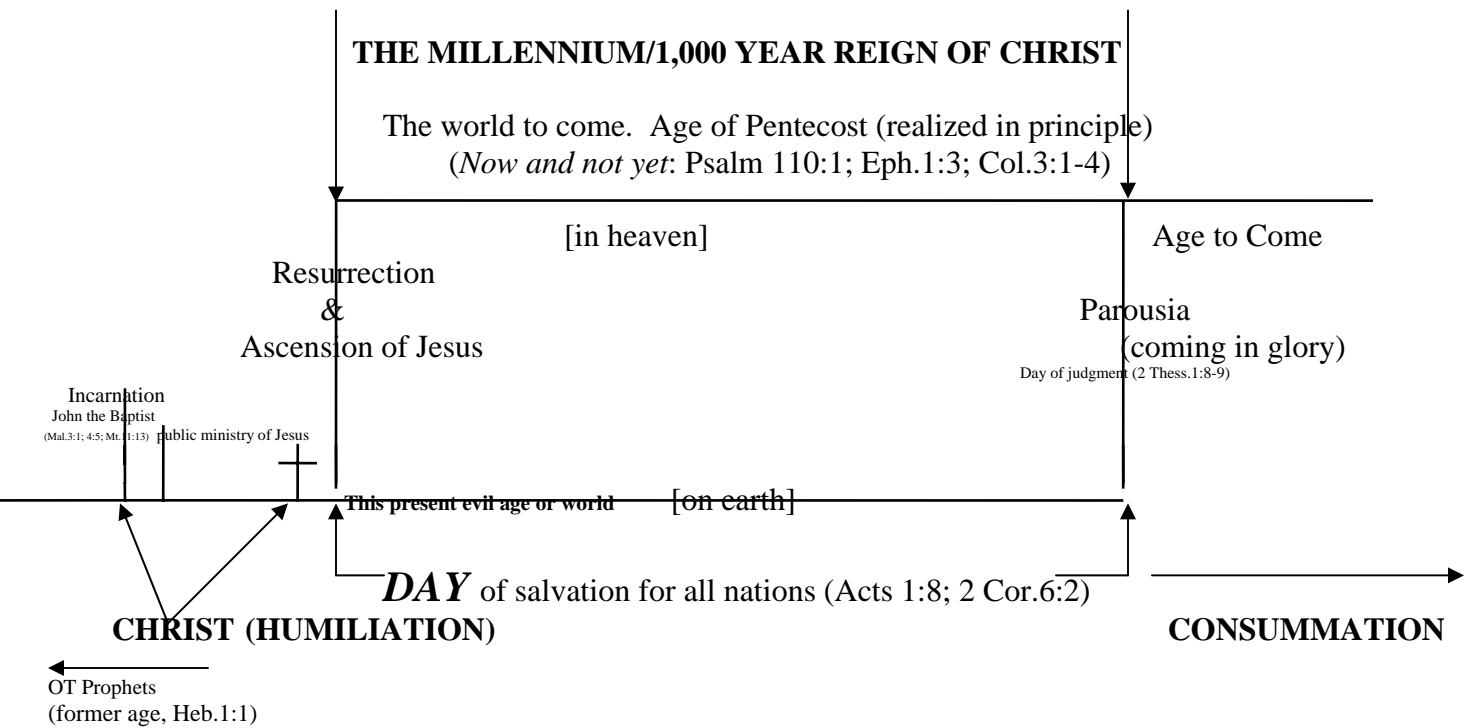 THE MILLENNIUM/1,000 YEAR REIGN OF CHRIST
The world to come.  Age of Pentecost (realized in principle)
(Now and not yet: Psalm 110:1; Eph.1:3; Col.3:1-4)
[in heaven]
Age to Come
Resurrection
&
Ascension of Jesus
Parousia
(coming in glory)
Day of judgment (2 Thess.1:8-9)
Incarnation
John the Baptist
(Mal.3:1; 4:5; Mt.11:13) public ministry of Jesus
This present evil age or world [on earth]
DAY of salvation for all nations (Acts 1:8; 2 Cor.6:2)
CHRIST (HUMILIATION)
CONSUMMATION
OT Prophets
(former age, Heb.1:1)